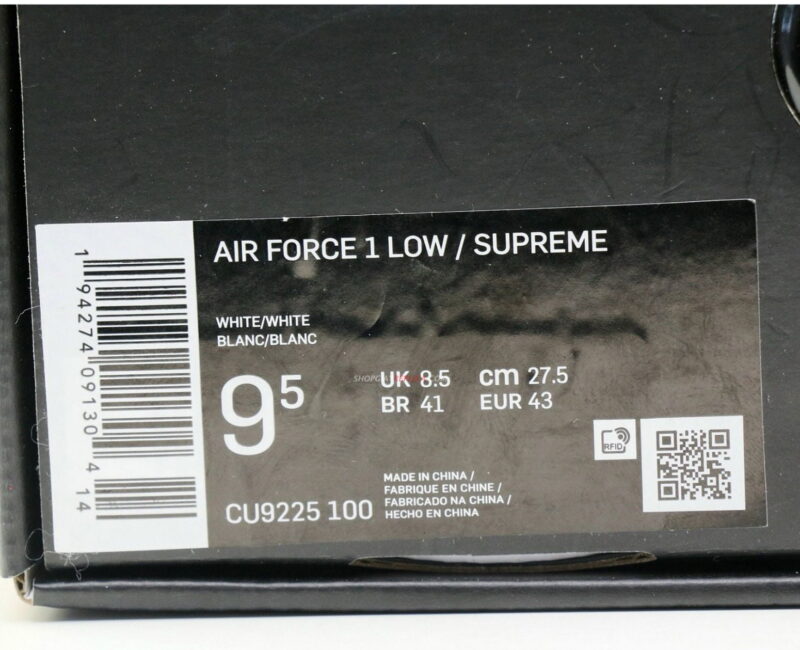 AIR FORCE 1 LOW / SUPREME
WHITE/WHITE
BLANC/BLANC
9⁵
UK 8.5 cm 27.5
BR 41 EUR 43
MADE IN CHINA /
FABRIQUE EN CHINE /
FABRICADO NA CHINA /
HECHO EN CHINA
CU9225 100
RFID
1 94274 09130 4 14